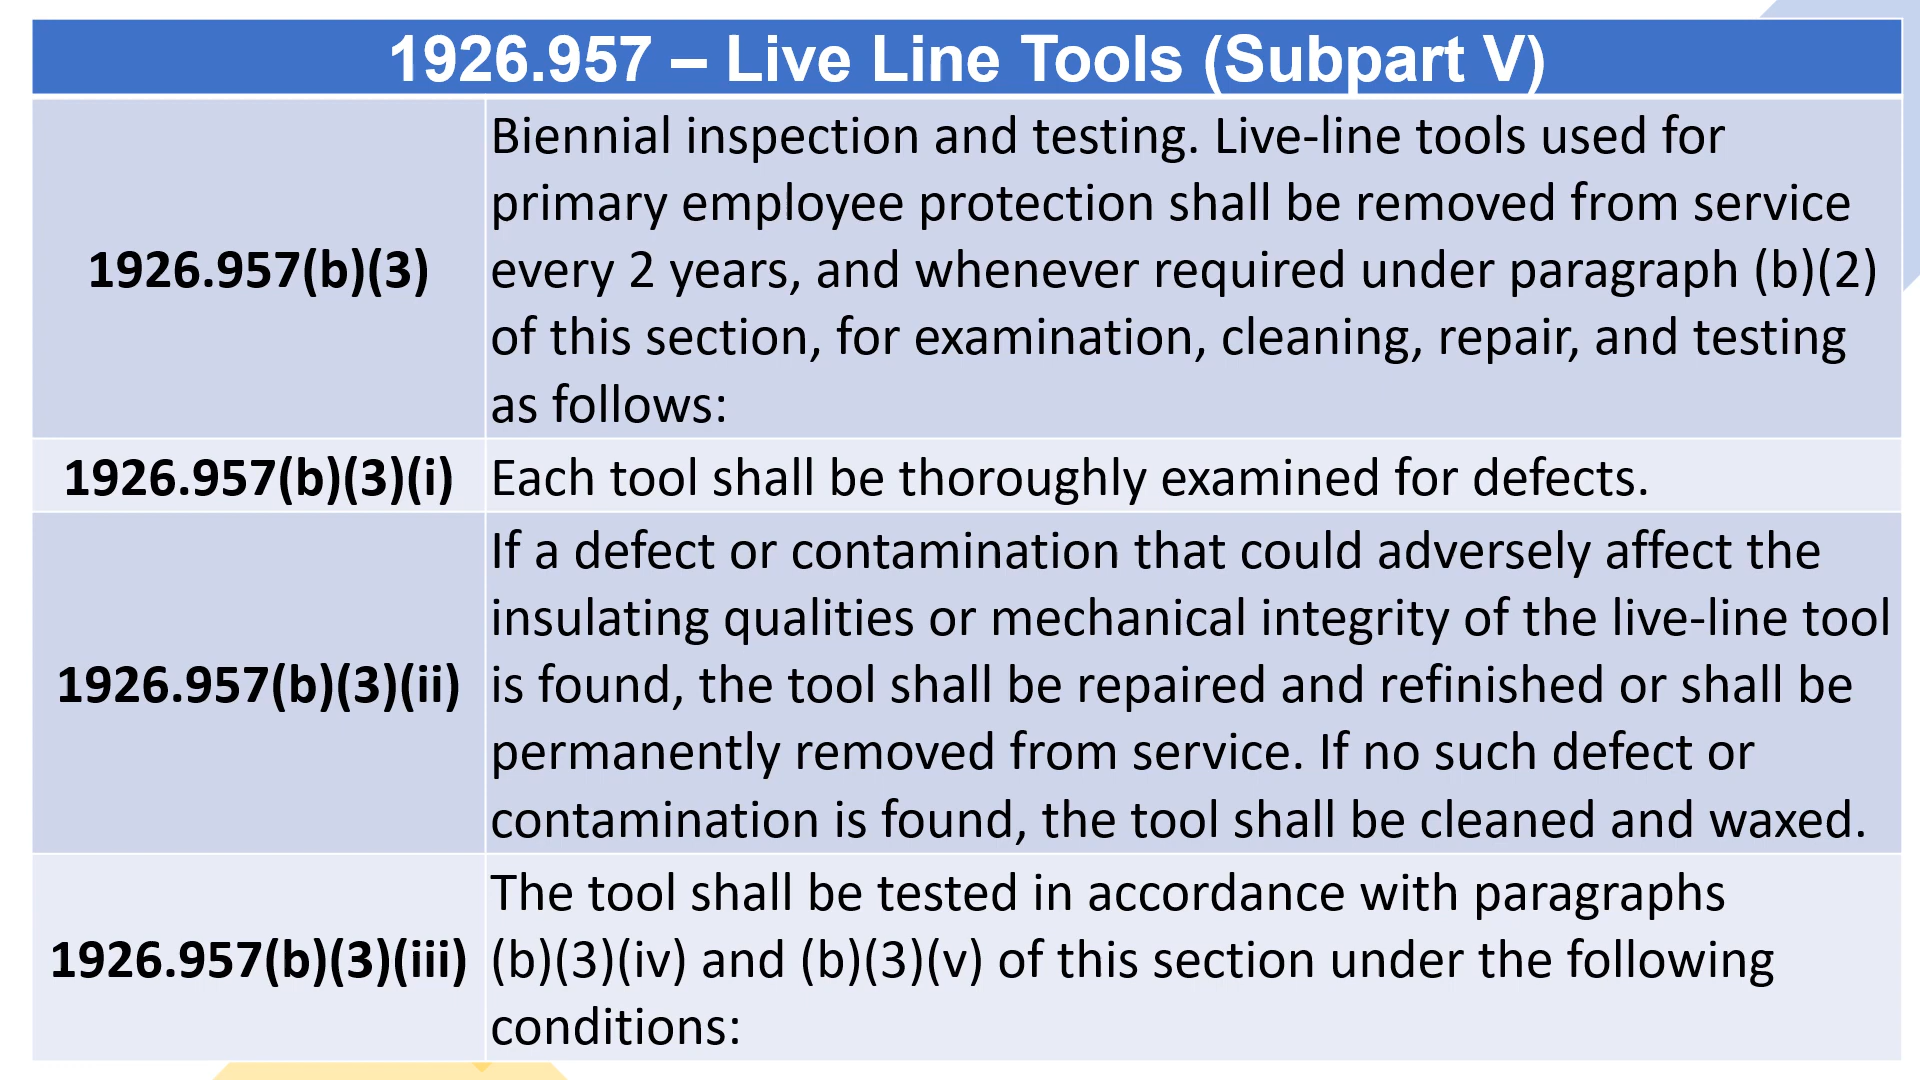 1926.957 – Live Line Tools (Subpart V)
1926.957(b)(3)
Biennial inspection and testing. Live-line tools used for
primary employee protection shall be removed from service
every 2 years, and whenever required under paragraph (b)(2)
of this section, for examination, cleaning, repair, and testing
as follows:
1926.957(b)(3)(i)
Each tool shall be thoroughly examined for defects.
1926.957(b)(3)(ii)
If a defect or contamination that could adversely affect the
insulating qualities or mechanical integrity of the live-line tool
is found, the tool shall be repaired and refinished or shall be
permanently removed from service. If no such defect or
contamination is found, the tool shall be cleaned and waxed.
1926.957(b)(3)(iii)
The tool shall be tested in accordance with paragraphs
(b)(3)(iv) and (b)(3)(v) of this section under the following
conditions: